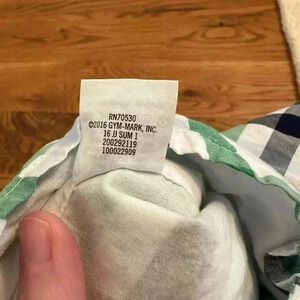 RN70530
©2016 GYM-MARK, INC.
16 JJ SUM 1
200292119
100022909